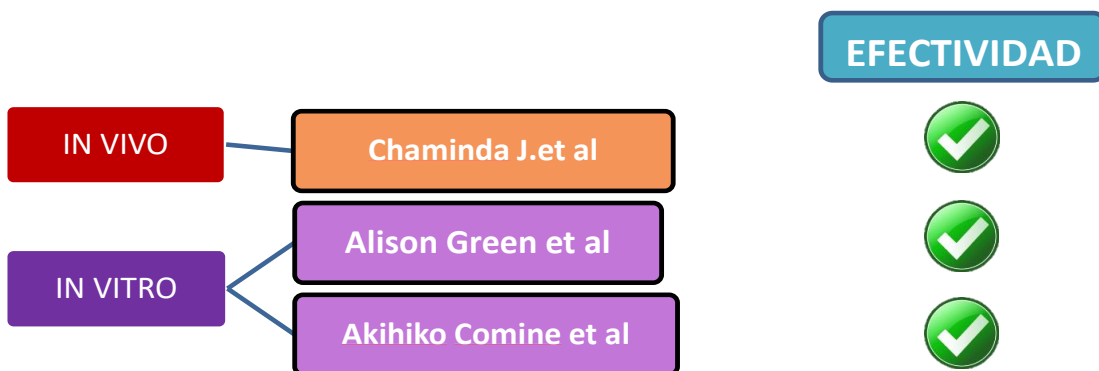 EFECTIVIDAD
IN VIVO
Chaminda J.et al
Alison Green et al
IN VITRO
Akihiko Comine et al